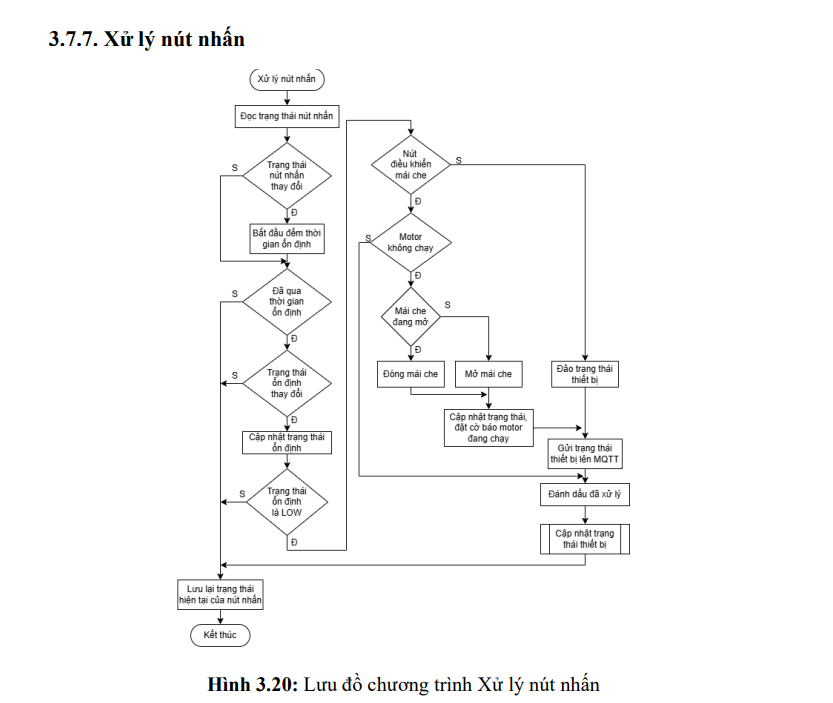 3.7.7. Xử lý nút nhấn
Xử lý nút nhấn
Đọc trạng thái nút nhấn
Trạng thái
nút nhấn
thay đổi
S
Đ
Bắt đầu đếm thời
gian ổn định
Đã qua
thời gian
ổn định
S
Đ
Trạng thái
ổn định
thay đổi
S
Đ
Cập nhật trạng thái
ổn định
Trạng thái
ổn định
là LOW
S
Đ
Nút
điều khiển
mái che
S
Đ
Motor
không chạy
S
Đ
Mái che
đang mở
S
Đ
Đóng mái che
Mở mái che
Cập nhật trạng thái,
đặt cờ báo motor
đang chạy
Đảo trạng thái
thiết bị
Gửi trạng thái
thiết bị lên MQTT
Đánh dấu đã xử lý
Cập nhật trạng
thái thiết bị
Lưu lại trạng thái
hiện tại của nút nhấn
Kết thúc
Hình 3.20: Lưu đồ chương trình Xử lý nút nhấn